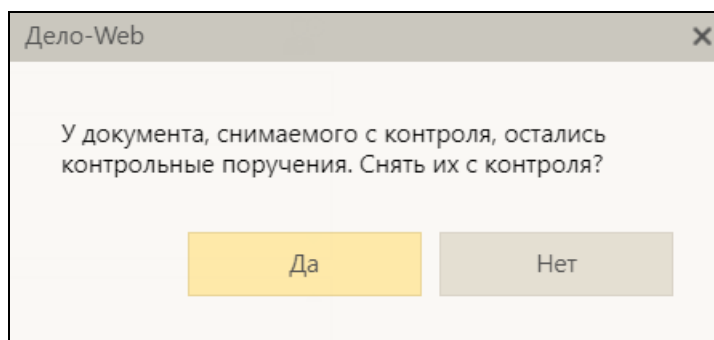 Дело-Web
У документа, снимаемого с контроля, остались
контрольные поручения. Снять их с контроля?
Да
Нет